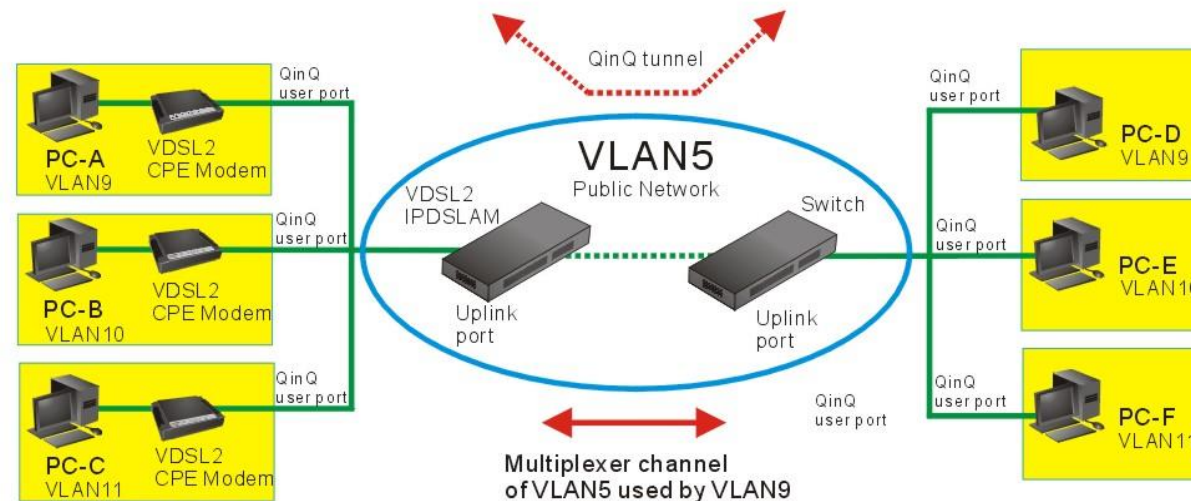 QinQ tunnel
QinQ
user port
PC-A
VLAN9
VDSL2
CPE Modem
QinQ
user port
PC-B
VLAN10
VDSL2
CPE Modem
QinQ
user port
PC-C
VLAN11
VDSL2
CPE Modem
VLAN5
Public Network
VDSL2
IPDSLAM
Uplink
port
Switch
Uplink
port
QinQ
user port
PC-D
VLAN9
QinQ
user port
PC-E
VLAN10
QinQ
user port
PC-F
VLAN11
QinQ
user port
Multiplexer channel
of VLAN5 used by VLAN9